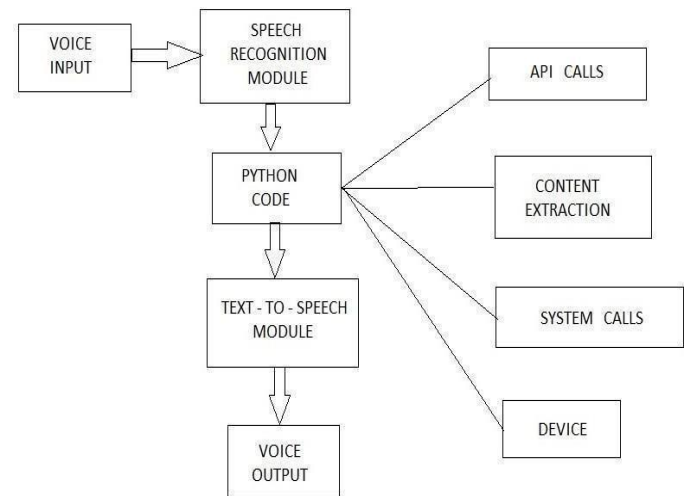 VOICE
INPUT
SPEECH
RECOGNITION
MODULE
API CALLS
PYTHON
CODE
CONTENT
EXTRACTION
TEXT - TO - SPEECH
MODULE
SYSTEM CALLS
VOICE
OUTPUT
DEVICE